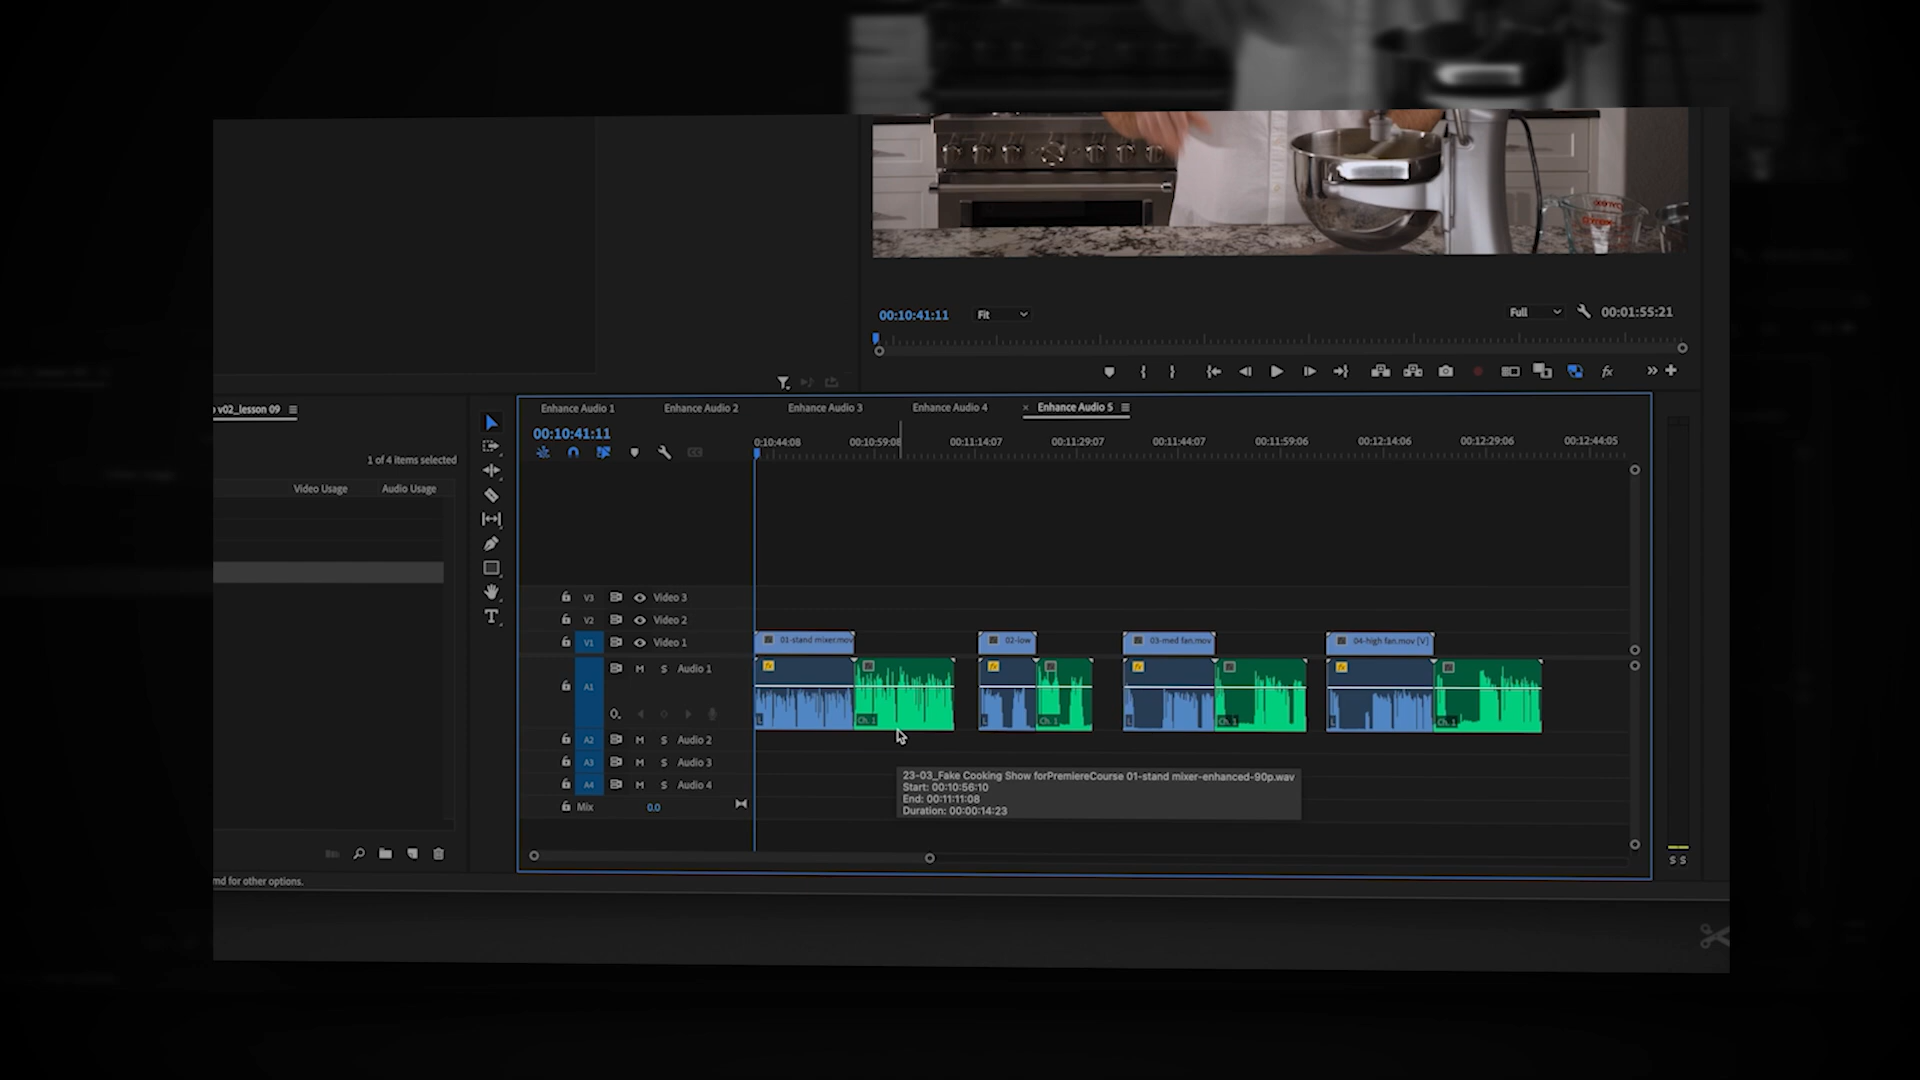 00:10:41:11
Fit
Full
00:01:55:21
fx
v02_lesson 09
1 of 4 items selected
Video Usage
Audio Usage
md for other options.
Enhance Audio 1
Enhance Audio 2
Enhance Audio 3
Enhance Audio 4
Enhance Audio 5
00:10:41:11
0:10:44:08
00:10:59:08
00:11:14:07
00:11:29:07
00:11:44:07
00:11:59:06
00:12:14:06
00:12:29:06
00:12:44:05
V3 Video 3
V2 Video 2
V1 Video 1
01-stand mixer.mov
02-low
03-med fan.mov
04-high fan.mov [V]
A1 M S Audio 1
L
Ch. 1
L
Ch. 1
L
Ch. 1
L
Ch. 1
A2 M S Audio 2
A3 M S Audio 3
A4 M S Audio 4
Mix 0.0
23-03_Fake Cooking Show forPremiereCourse 01-stand mixer-enhanced-90p.wav
Start: 00:10:56:10
End: 00:11:11:08
Duration: 00:00:14:23
S S